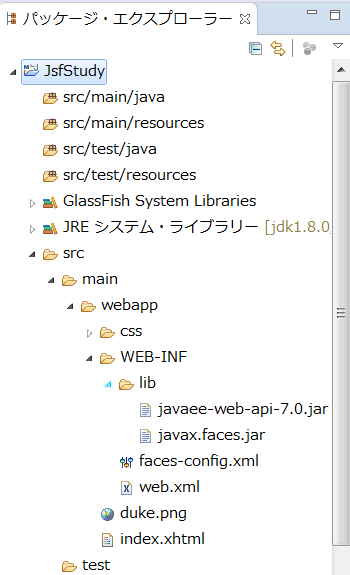 パッケージ・エクスプローラー
JsfStudy
src/main/java
src/main/resources
src/test/java
src/test/resources
GlassFish System Libraries
JRE システム・ライブラリー [jdk1.8.0_
src
main
webapp
css
WEB-INF
lib
javaee-web-api-7.0.jar
javax.faces.jar
faces-config.xml
web.xml
duke.png
index.xhtml
test